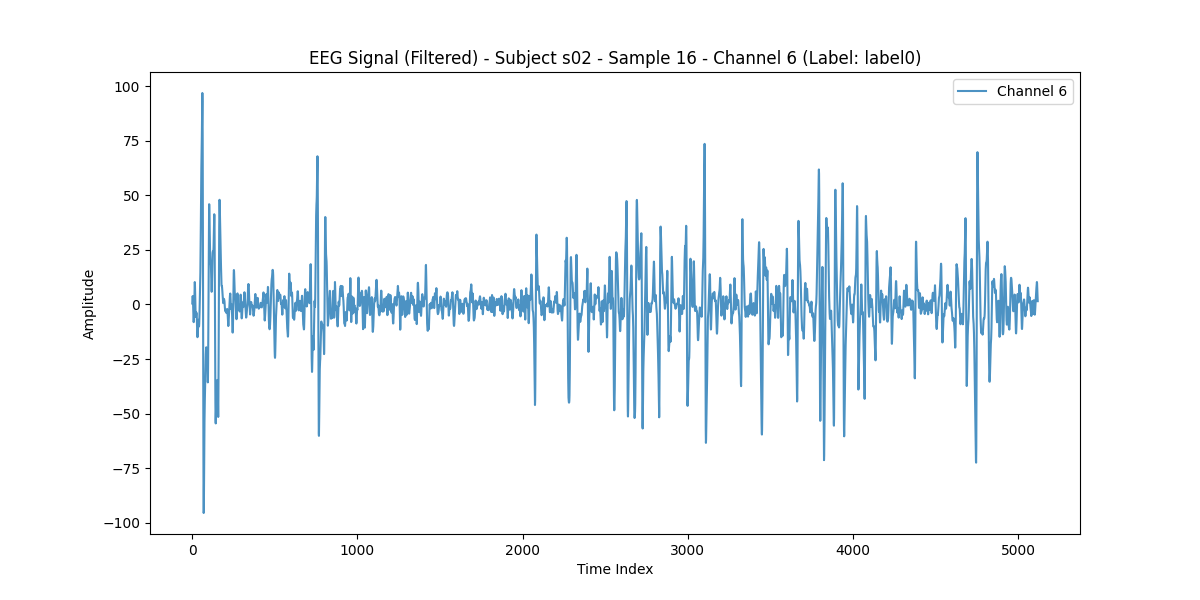 EEG Signal (Filtered) - Subject s02 - Sample 16 - Channel 6 (Label: label0)
Channel 6
100
75
50
25
0
−25
−50
−75
−100
Amplitude
0 1000 2000 3000 4000 5000
Time Index